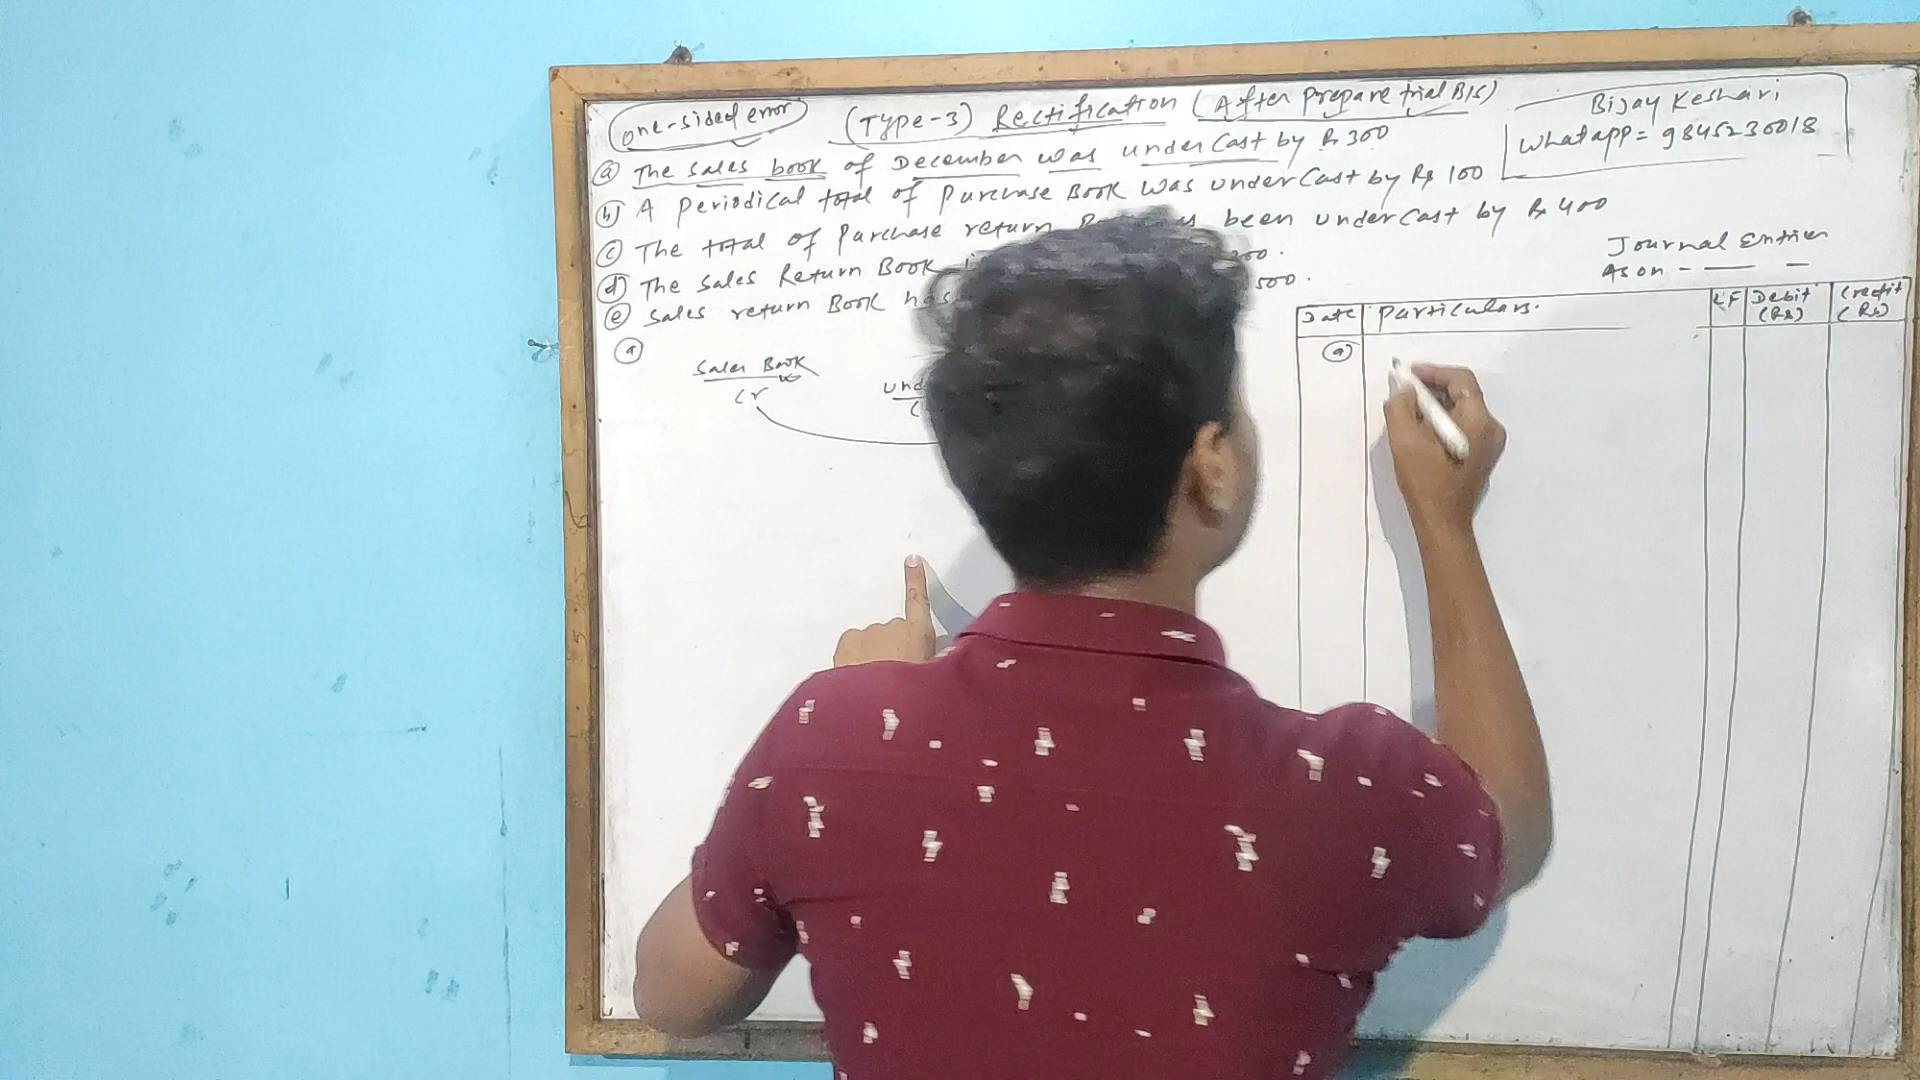 one-sided error (Type-3) Rectification (After prepare trial B/S)
Bijay Keshari
Whatapp = 9845230018
(a) The sales book of December was under cast by Rs 300
(b) A periodical total of purchase Book was under cast by Rs 100
(c) The total of purchase return been under cast by Rs 400
(d) The sales Return Book
(e) sales return Book has 500.
Journal Entries
As on - — -
Date Particulars. LF Debit (Rs) Credit (Rs)
(a)
(a)
Sales Book
Cr